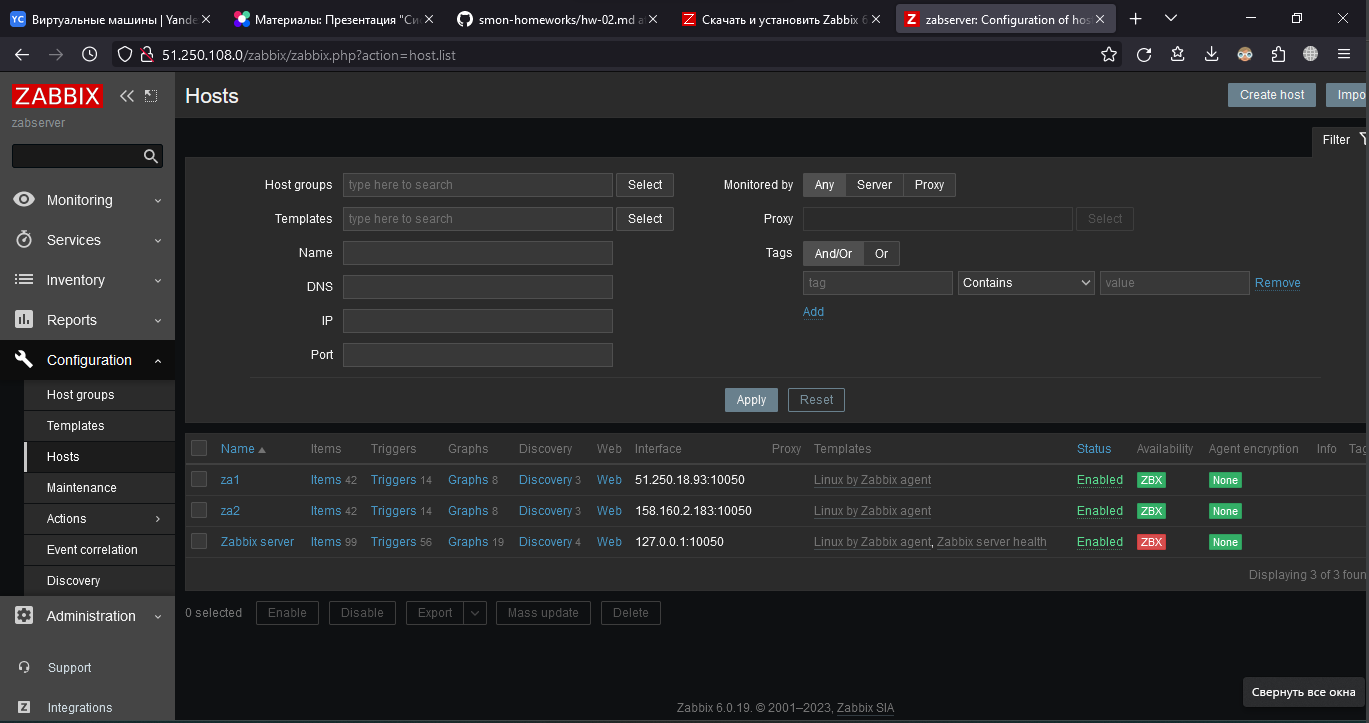 Виртуальные машины | Yande
Материалы: Презентация "Си
smon-homeworks/hw-02.md a
Скачать и установить Zabbix 6
zabserver: Configuration of hos
51.250.108.0/zabbix/zabbix.php?action=host.list
ZABBIX
zabserver
Monitoring
Services
Inventory
Reports
Configuration
Host groups
Templates
Hosts
Maintenance
Actions
Event correlation
Discovery
Administration
Support
Integrations
Hosts
Create host Impo
Filter
Host groups type here to search Select Monitored by Any Server Proxy
Templates type here to search Select Proxy Select
Name Tags And/Or Or
DNS tag Contains value Remove
IP Add
Port
Apply Reset
Name Items Triggers Graphs Discovery Web Interface Proxy Templates Status Availability Agent encryption Info Tag
za1 Items 42 Triggers 14 Graphs 8 Discovery 3 Web 51.250.18.93:10050 Linux by Zabbix agent Enabled ZBX None
za2 Items 42 Triggers 14 Graphs 8 Discovery 3 Web 158.160.2.183:10050 Linux by Zabbix agent Enabled ZBX None
Zabbix server Items 99 Triggers 56 Graphs 19 Discovery 4 Web 127.0.0.1:10050 Linux by Zabbix agent, Zabbix server health Enabled ZBX None
Displaying 3 of 3 foun
0 selected Enable Disable Export Mass update Delete
Свернуть все окна
Zabbix 6.0.19. © 2001–2023, Zabbix SIA